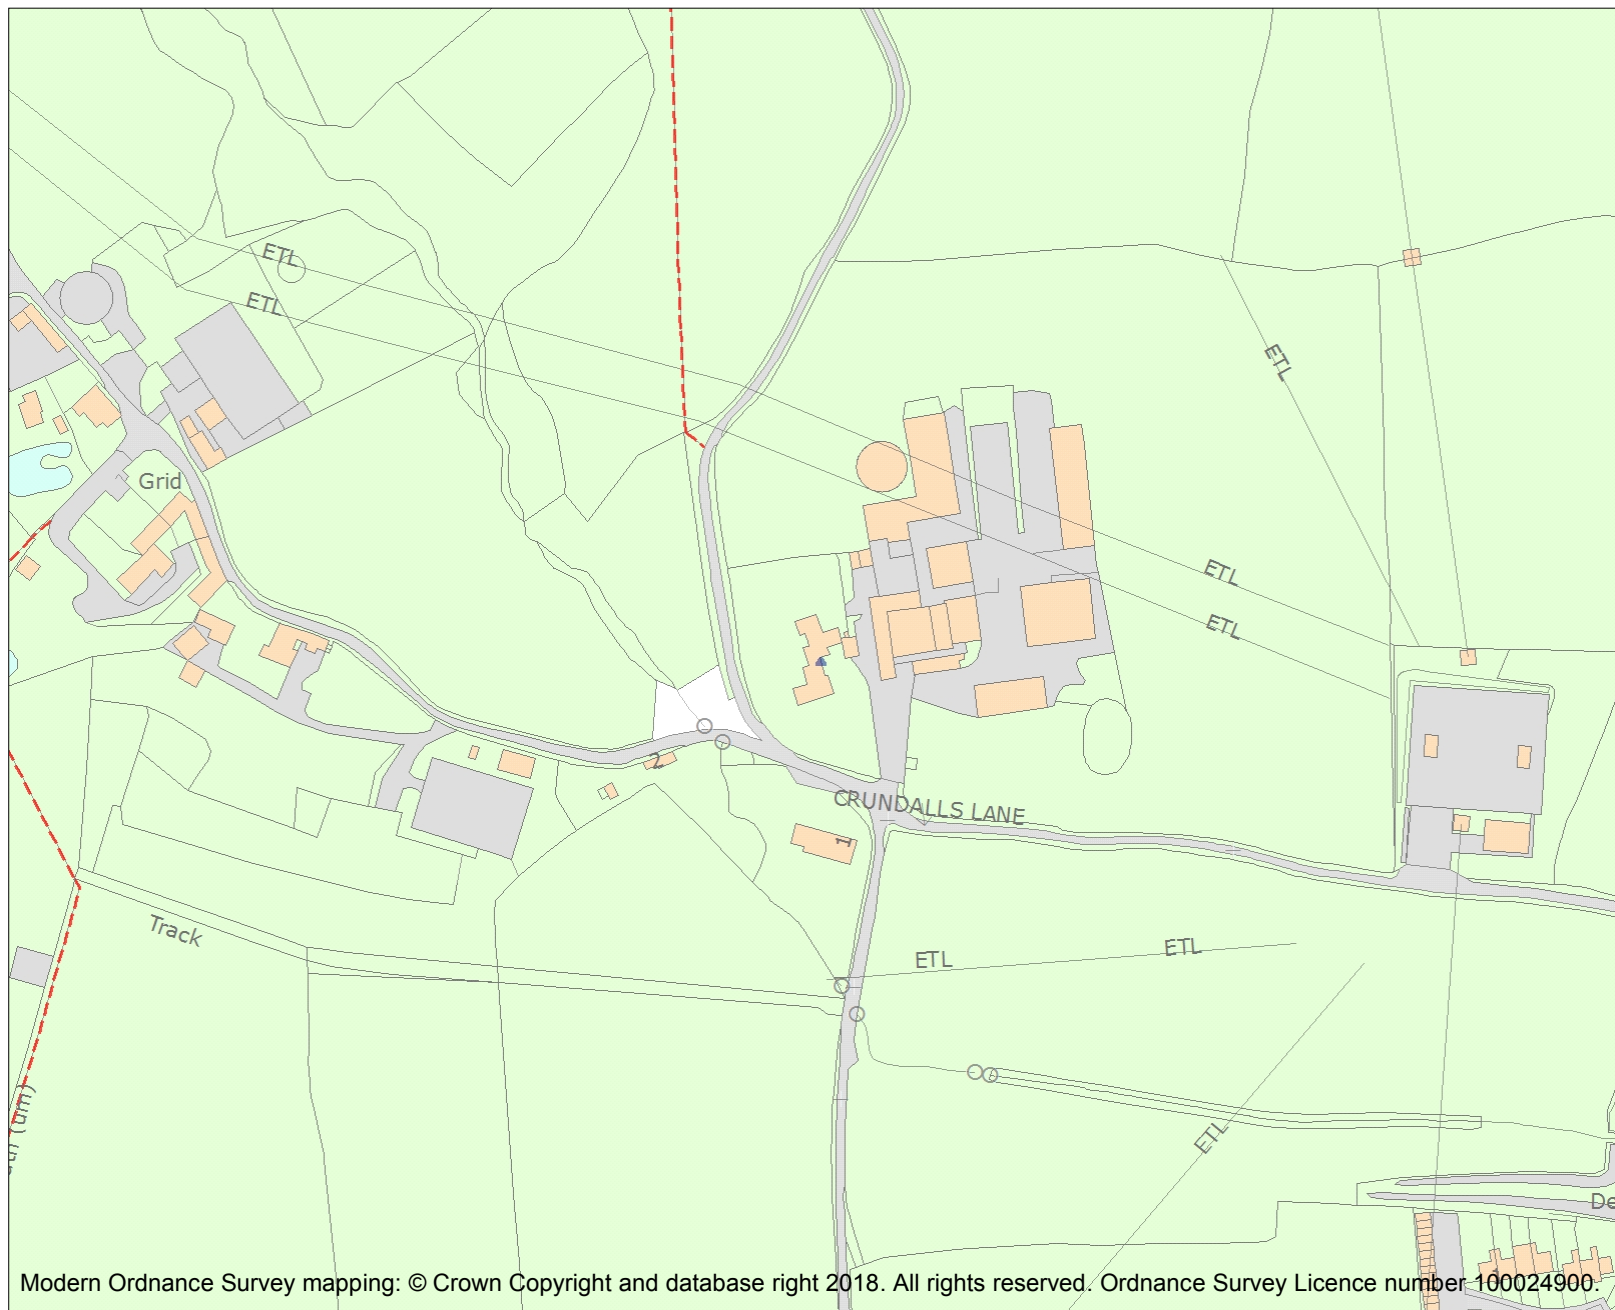 ETL
ETL
ETL
Grid
ETL
ETL
2
CRUNDALLS LANE
1
Track
ETL
ETL
ETL
(um)
De
Modern Ordnance Survey mapping: © Crown Copyright and database right 2018. All rights reserved. Ordnance Survey Licence number 100024900.